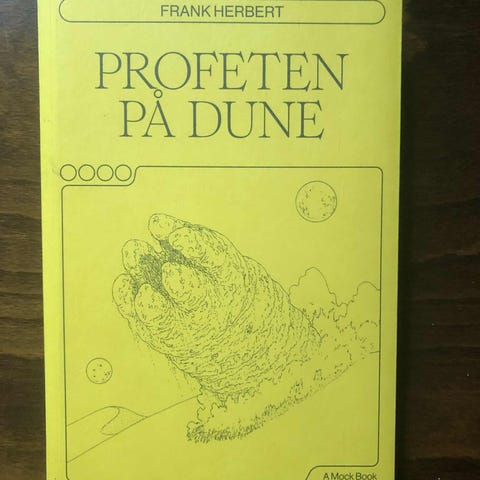 FRANK HERBERT
PROFETEN
PÅ DUNE
A Mock Book